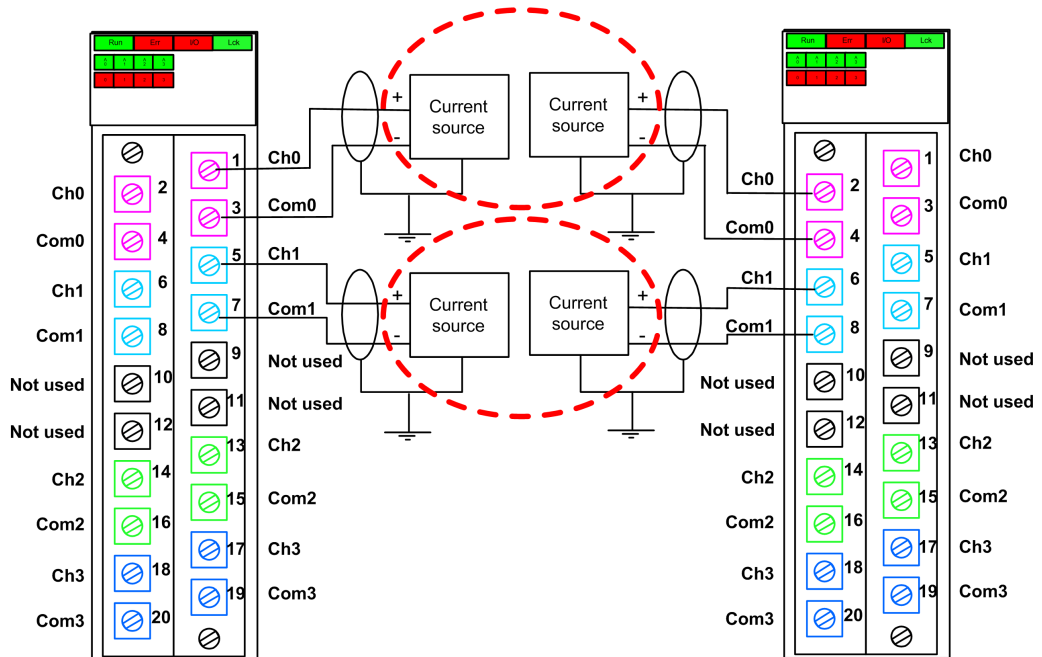 Run Err I/O Lck
Run Err I/O Lck
Current source
Current source
+
-
+
-
Ch0
Com0
Ch1
Com1
Not used
Not used
Ch2
Com2
Ch3
Com3
2
4
6
8
10
12
14
16
18
20
1
3
5
7
9
11
13
15
17
19
Ch0
Com0
Ch1
Com1
Not used
Not used
Ch2
Com2
Ch3
Com3
Current source
Current source
+
-
+
-
Ch0
Com0
Ch1
Com1
Not used
Not used
Ch2
Com2
Ch3
Com3
2
4
6
8
10
12
14
16
18
20
1
3
5
7
9
11
13
15
17
19
Ch0
Com0
Ch1
Com1
Not used
Not used
Ch2
Com2
Ch3
Com3